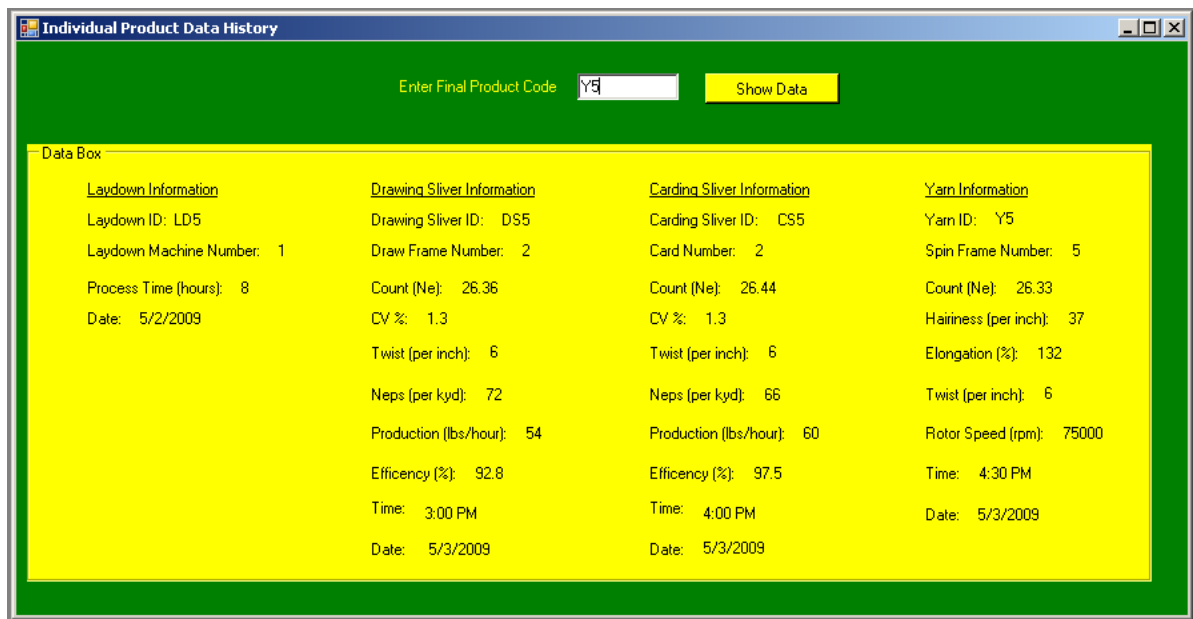 Individual Product Data History
Enter Final Product Code Y5 Show Data
Data Box
Laydown Information
Laydown ID: LD5
Laydown Machine Number: 1
Process Time (hours): 8
Date: 5/2/2009
Drawing Sliver Information
Drawing Sliver ID: DS5
Draw Frame Number: 2
Count (Ne): 26.36
CV %: 1.3
Twist (per inch): 6
Neps (per kyd): 72
Production (lbs/hour): 54
Efficency (%): 92.8
Time: 3:00 PM
Date: 5/3/2009
Carding Sliver Information
Carding Sliver ID: CS5
Card Number: 2
Count (Ne): 26.44
CV %: 1.3
Twist (per inch): 6
Neps (per kyd): 66
Production (lbs/hour): 60
Efficency (%): 97.5
Time: 4:00 PM
Date: 5/3/2009
Yarn Information
Yarn ID: Y5
Spin Frame Number: 5
Count (Ne): 26.33
Hairiness (per inch): 37
Elongation (%): 132
Twist (per inch): 6
Rotor Speed (rpm): 75000
Time: 4:30 PM
Date: 5/3/2009